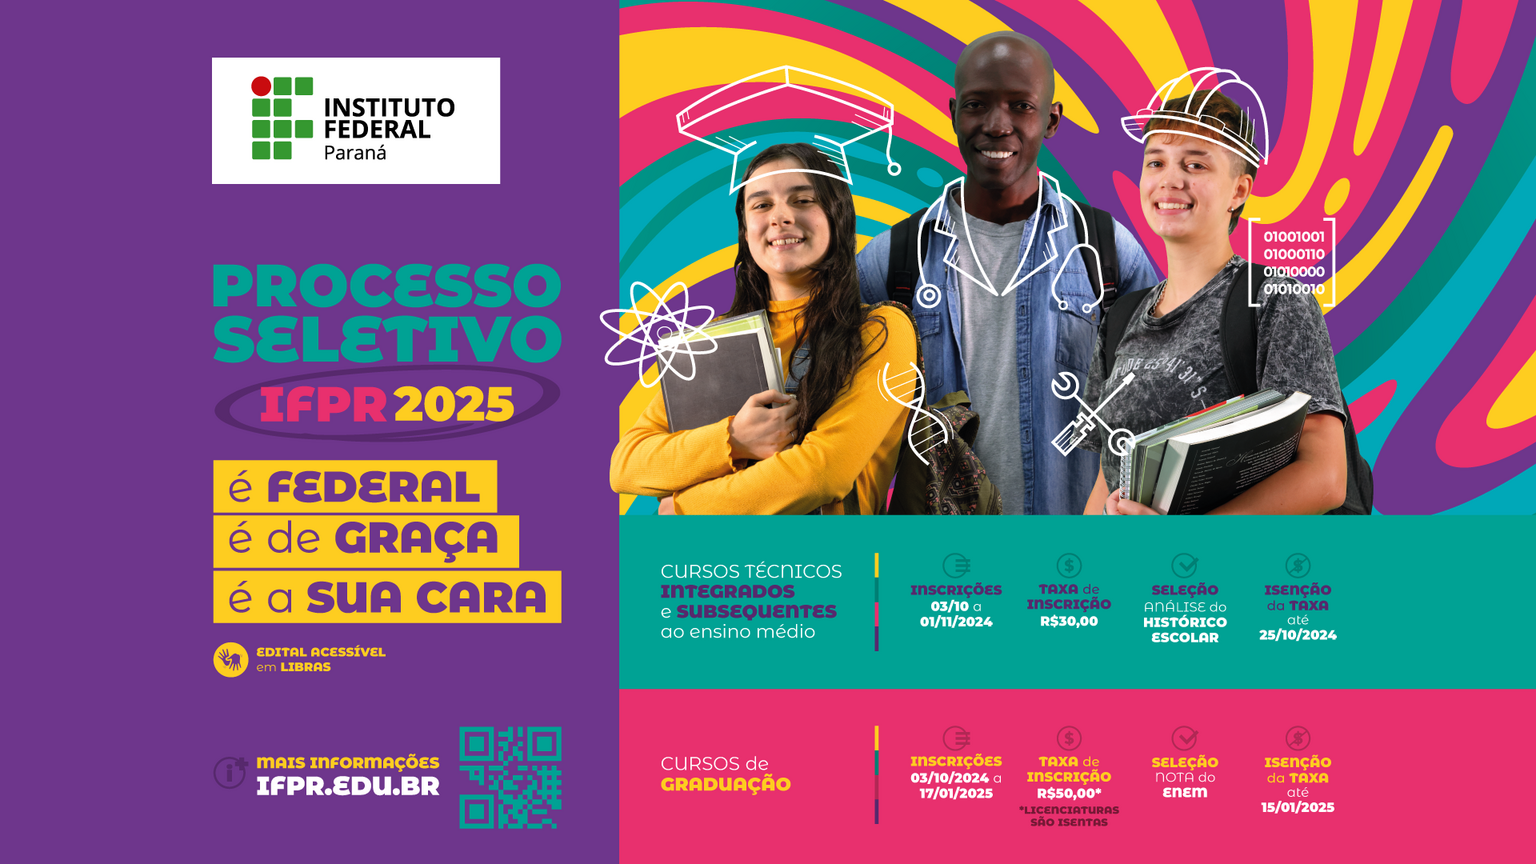 INSTITUTO
FEDERAL
Paraná
PROCESSO
SELETIVO
IFPR 2025
é FEDERAL
é de GRAÇA
é a SUA CARA
EDITAL ACESSÍVEL
em LIBRAS
MAIS INFORMAÇÕES
IFPR.EDU.BR
01001001
01000110
01010000
01010010
CURSOS TÉCNICOS
INTEGRADOS
e SUBSEQUENTES
ao ensino médio
INSCRIÇÕES
03/10 a
01/11/2024
TAXA de
INSCRIÇÃO
R$30,00
SELEÇÃO
ANÁLISE do
HISTÓRICO
ESCOLAR
ISENÇÃO
da TAXA
até
25/10/2024
CURSOS de
GRADUAÇÃO
INSCRIÇÕES
03/10/2024 a
17/01/2025
TAXA de
INSCRIÇÃO
R$50,00*
*LICENCIATURAS
SÃO ISENTAS
SELEÇÃO
NOTA do
ENEM
ISENÇÃO
da TAXA
até
15/01/2025